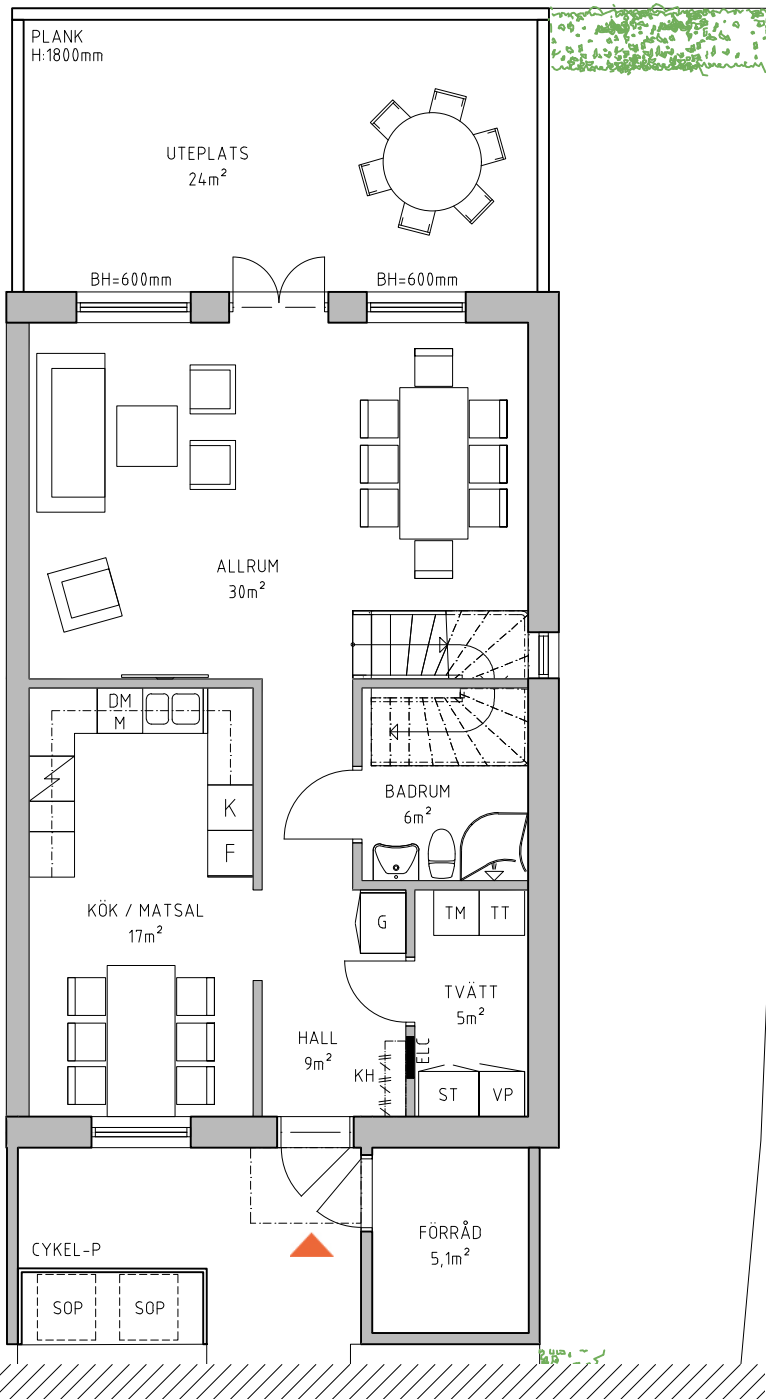 PLANK
H:1800mm
UTEPLATS
24m²
BH=600mm
BH=600mm
ALLRUM
30m²
DM
M
K
F
BADRUM
6m²
KÖK / MATSAL
17m²
G
TM
TT
TVÄTT
5m²
HALL
9m²
ELC
KH
ST
VP
FÖRRÅD
5,1m²
CYKEL-P
SOP
SOP